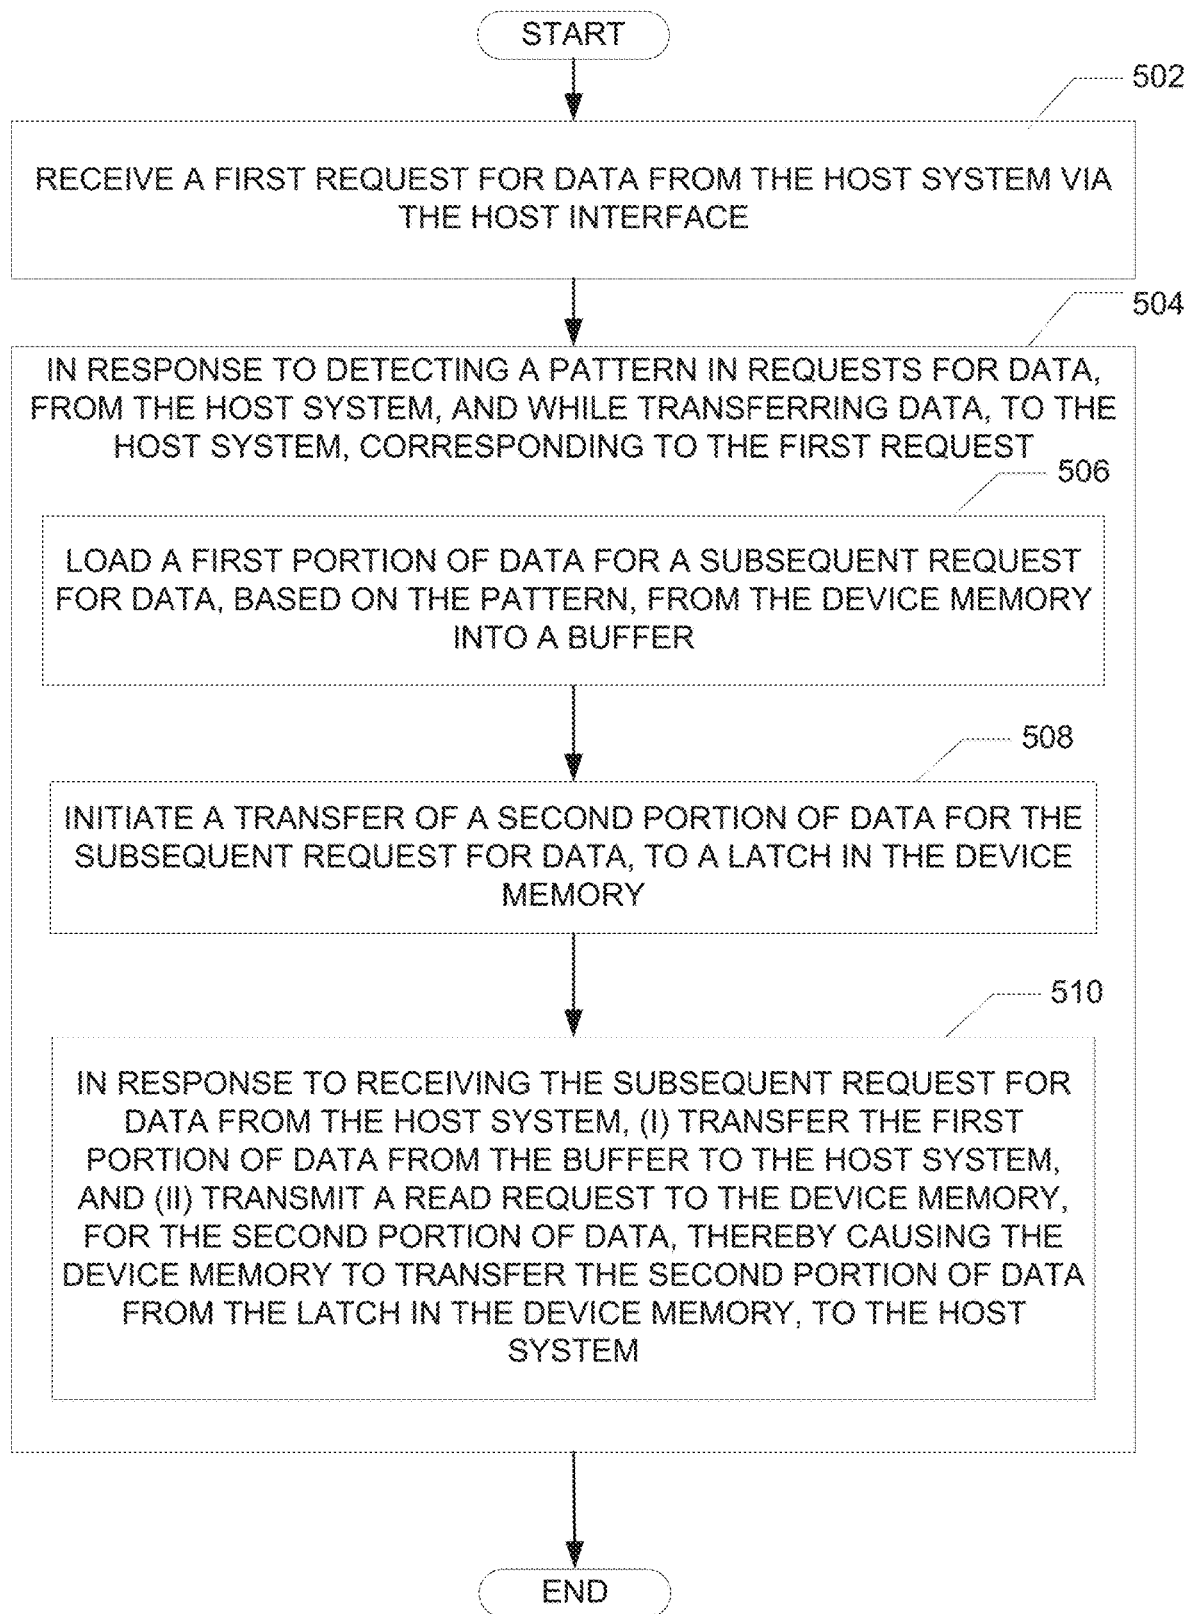 START
502
RECEIVE A FIRST REQUEST FOR DATA FROM THE HOST SYSTEM VIA
THE HOST INTERFACE
504
IN RESPONSE TO DETECTING A PATTERN IN REQUESTS FOR DATA,
FROM THE HOST SYSTEM, AND WHILE TRANSFERRING DATA, TO THE
HOST SYSTEM, CORRESPONDING TO THE FIRST REQUEST
506
LOAD A FIRST PORTION OF DATA FOR A SUBSEQUENT REQUEST
FOR DATA, BASED ON THE PATTERN, FROM THE DEVICE MEMORY
INTO A BUFFER
508
INITIATE A TRANSFER OF A SECOND PORTION OF DATA FOR THE
SUBSEQUENT REQUEST FOR DATA, TO A LATCH IN THE DEVICE
MEMORY
510
IN RESPONSE TO RECEIVING THE SUBSEQUENT REQUEST FOR
DATA FROM THE HOST SYSTEM, (I) TRANSFER THE FIRST
PORTION OF DATA FROM THE BUFFER TO THE HOST SYSTEM,
AND (II) TRANSMIT A READ REQUEST TO THE DEVICE MEMORY,
FOR THE SECOND PORTION OF DATA, THEREBY CAUSING THE
DEVICE MEMORY TO TRANSFER THE SECOND PORTION OF DATA
FROM THE LATCH IN THE DEVICE MEMORY, TO THE HOST
SYSTEM
END